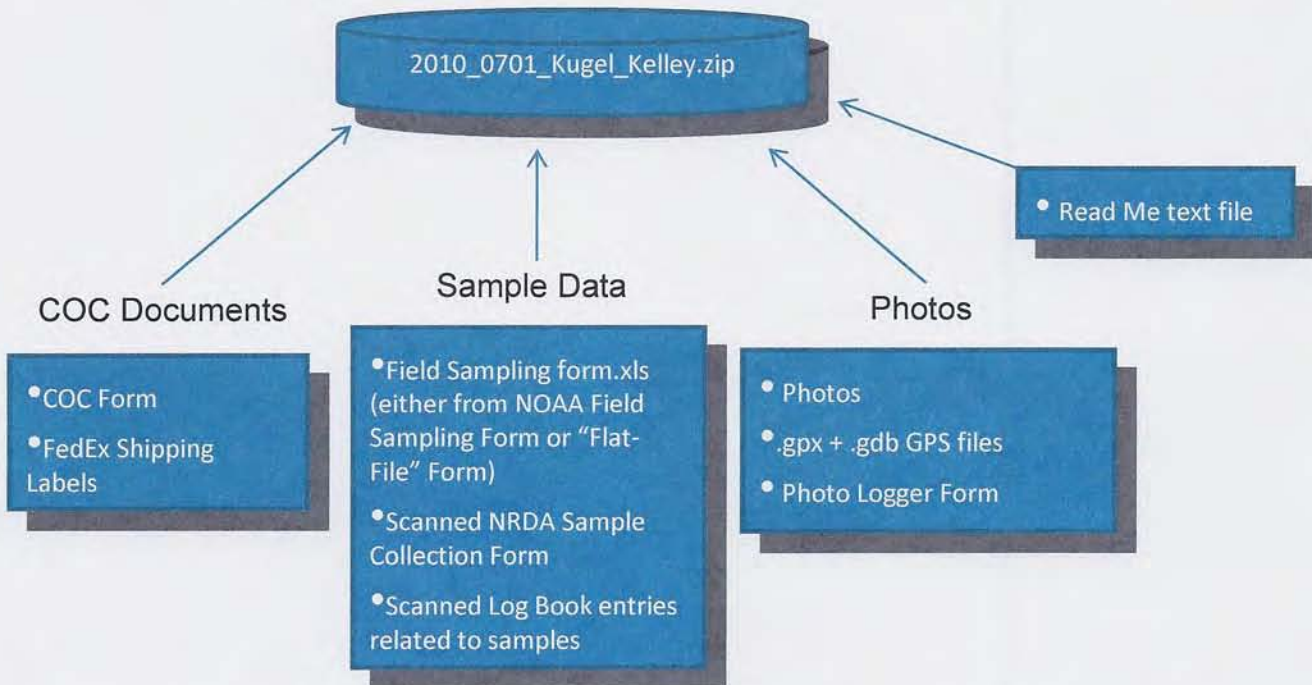 2010_0701_Kugel_Kelley.zip
• Read Me text file
COC Documents
•COC Form
•FedEx Shipping
Labels
Sample Data
•Field Sampling form.xls
(either from NOAA Field
Sampling Form or “Flat-
File” Form)
•Scanned NRDA Sample
Collection Form
•Scanned Log Book entries
related to samples
Photos
• Photos
• .gpx + .gdb GPS files
• Photo Logger Form